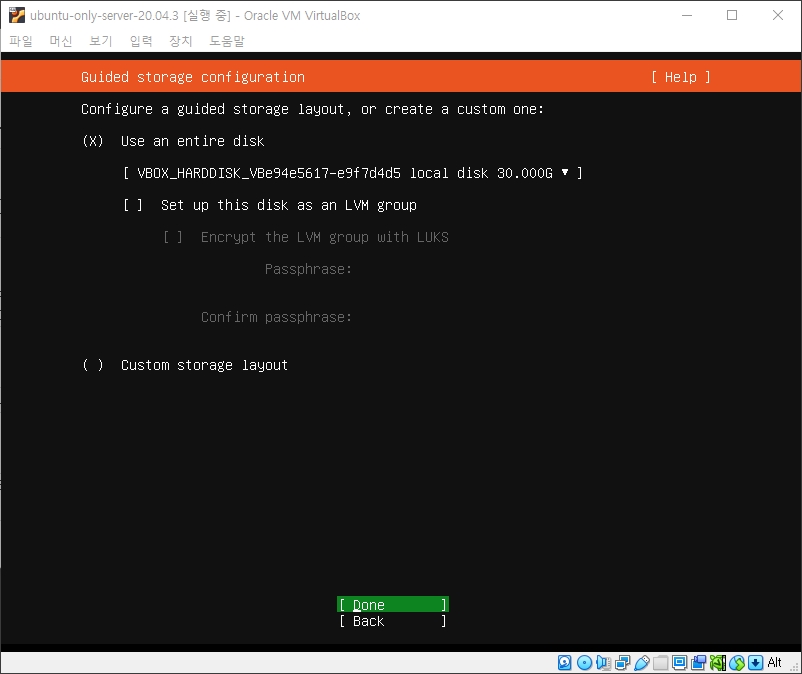 ubuntu-only-server-20.04.3 [실행 중] - Oracle VM VirtualBox
파일 머신 보기 입력 장치 도움말
Guided storage configuration [ Help ]
Configure a guided storage layout, or create a custom one:
(X) Use an entire disk
[ VBOX_HARDDISK_VBe94e5617-e9f7d4d5 local disk 30.000G ▾ ]
[ ] Set up this disk as an LVM group
[ ] Encrypt the LVM group with LUKS
Passphrase:
Confirm passphrase:
( ) Custom storage layout
[ Done ]
[ Back ]
Alt